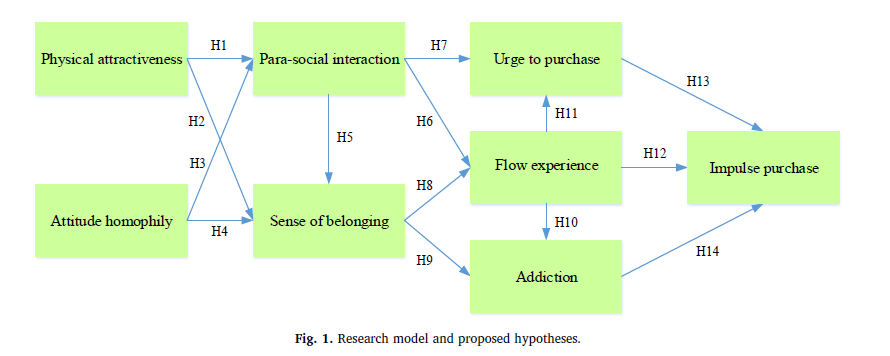 Physical attractiveness
H1
Para-social interaction
H7
Urge to purchase
H13
H2
H3
H5
H6
H11
Flow experience
H12
Impulse purchase
H8
Attitude homophily
H4
Sense of belonging
H10
H9
Addiction
H14
Fig. 1. Research model and proposed hypotheses.